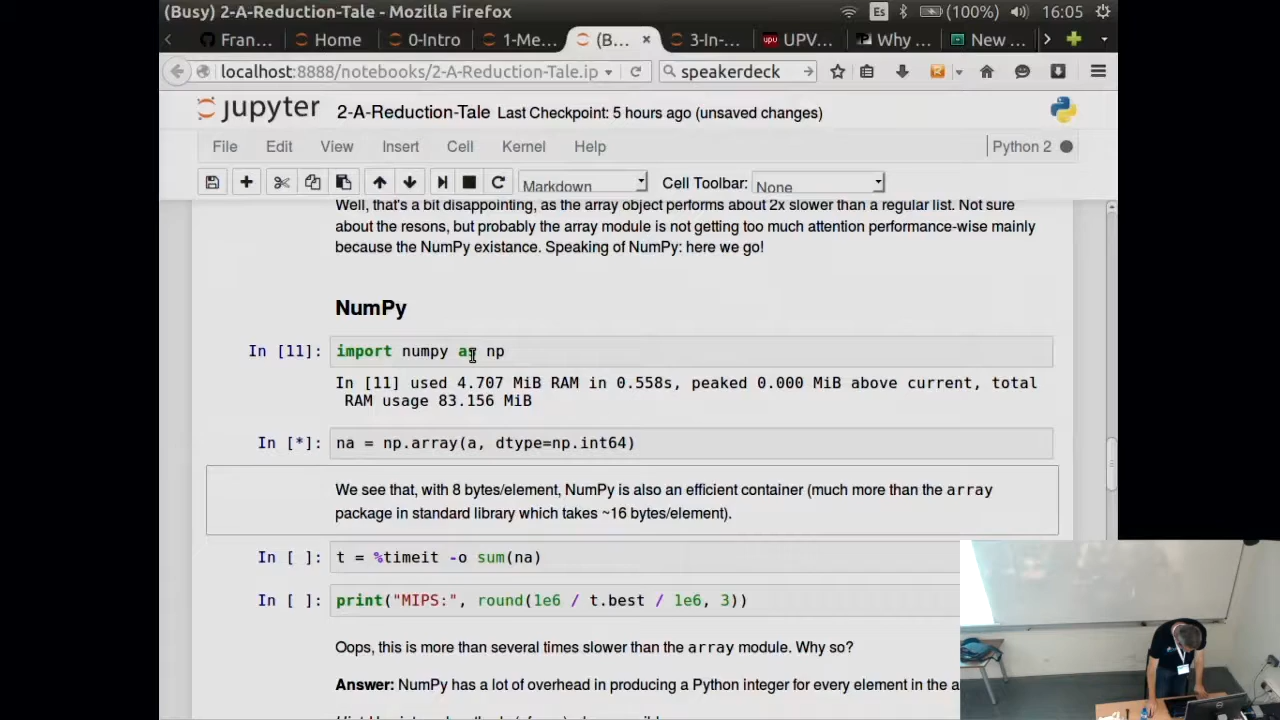 (Busy) 2-A-Reduction-Tale - Mozilla Firefox Es (100%) 16:05
Fran... Home 0-Intro 1-Me... (B... × 3-In-... upv UPV... Why ... New ...
localhost:8888/notebooks/2-A-Reduction-Tale.ip speakerdeck
jupyter 2-A-Reduction-Tale Last Checkpoint: 5 hours ago (unsaved changes)
File Edit View Insert Cell Kernel Help Python 2
Markdown Cell Toolbar: None
Well, that's a bit disappointing, as the array object performs about 2x slower than a regular list. Not sure
about the resons, but probably the array module is not getting too much attention performance-wise mainly
because the NumPy existance. Speaking of NumPy: here we go!
NumPy
In [11]: import numpy as np
In [11] used 4.707 MiB RAM in 0.558s, peaked 0.000 MiB above current, total
RAM usage 83.156 MiB
In [*]: na = np.array(a, dtype=np.int64)
We see that, with 8 bytes/element, NumPy is also an efficient container (much more than the array
package in standard library which takes ~16 bytes/element).
In [ ]: t = %timeit -o sum(na)
In [ ]: print("MIPS:", round(1e6 / t.best / 1e6, 3))
Oops, this is more than several times slower than the array module. Why so?
Answer: NumPy has a lot of overhead in producing a Python integer for every element in the a